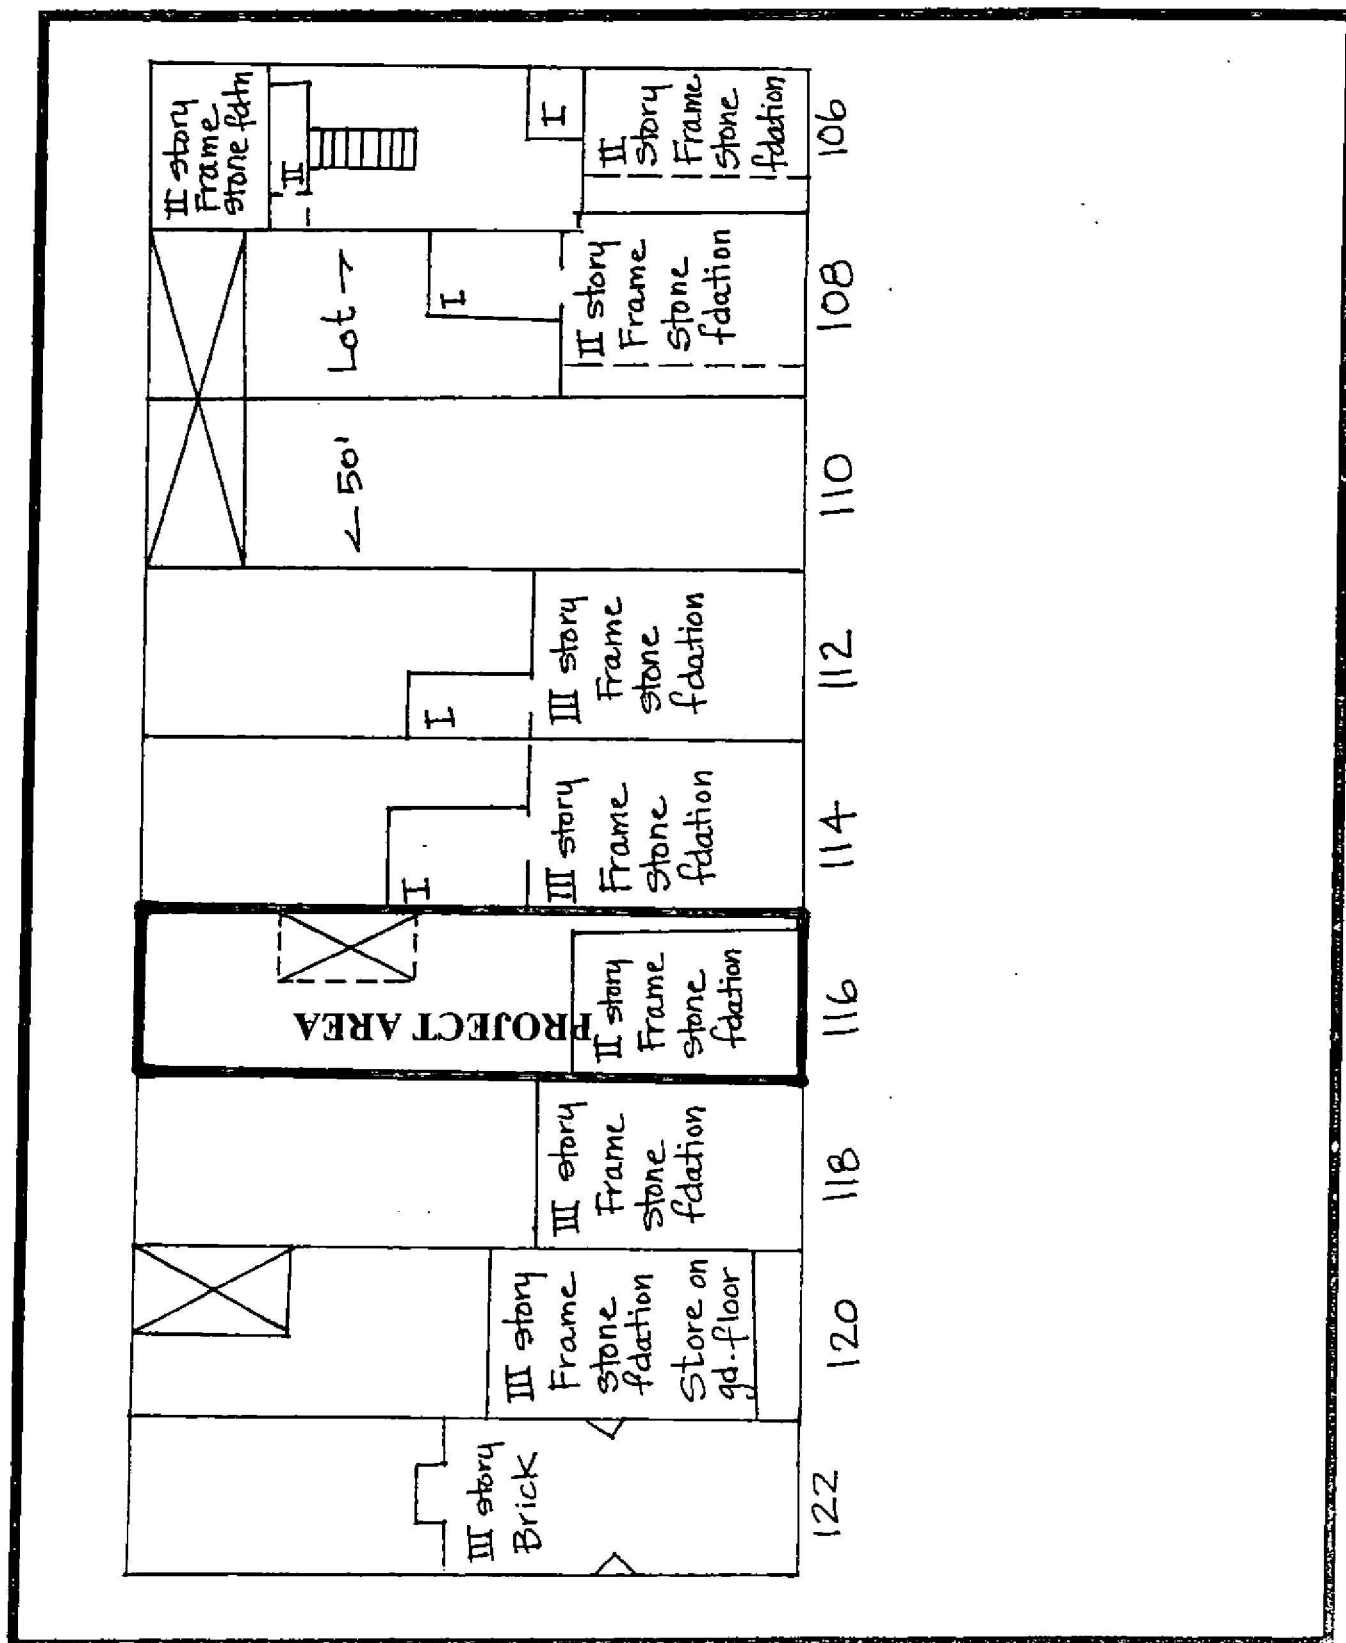 II story
Frame
stone fdtn
II
I
II
story
Frame
stone
fdation
106
Lot →
I
II story
Frame
stone
fdation
108
← 50'
110
III story
Frame
stone
fdation
I
112
III story
Frame
stone
fdation
I
114
PROJECT AREA
II story
Frame
stone
fdation
116
III story
Frame
stone
fdation
118
III story
Frame
stone
fdation
Store on
gd. floor
120
III story
Brick
122